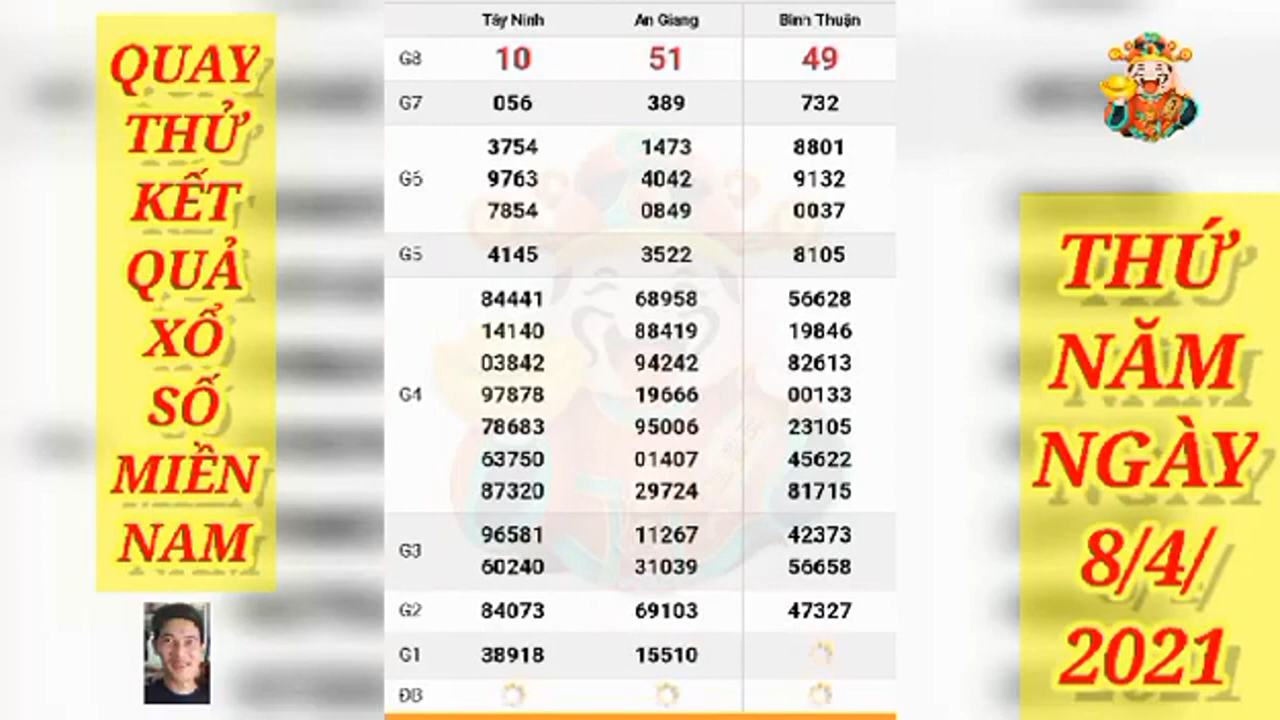 QUAY
THỬ
KẾT
QUẢ
XỔ
SỐ
MIỀN
NAM
Tây Ninh An Giang Bình Thuận
G8 10 51 49
G7 056 389 732
G6 3754 1473 8801
9763 4042 9132
7854 0849 0037
G5 4145 3522 8105
G4 84441 68958 56628
14140 88419 19846
03842 94242 82613
97878 19666 00133
78683 95006 23105
63750 01407 45622
87320 29724 81715
G3 96581 11267 42373
60240 31039 56658
G2 84073 69103 47327
G1 38918 15510
ĐB
THỨ
NĂM
NGÀY
8/4/
2021